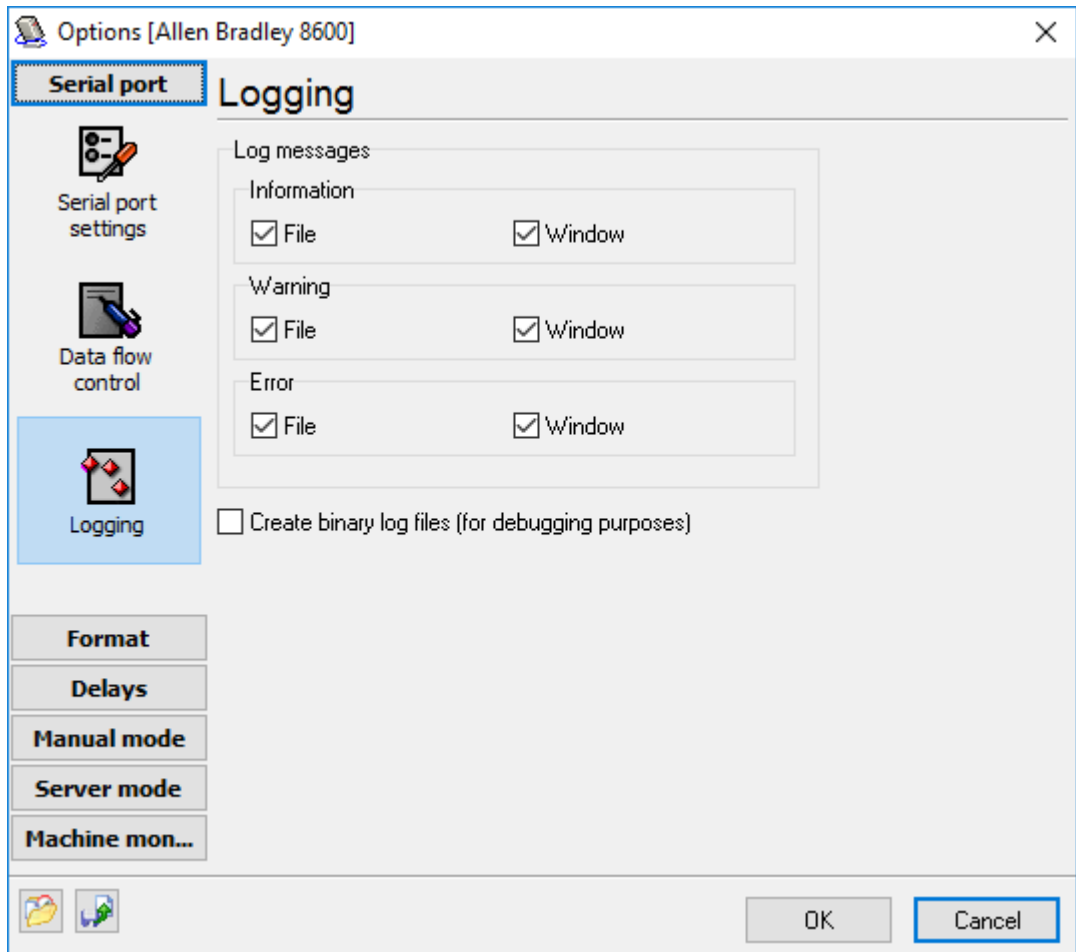 Options [Allen Bradley 8600]
Serial port
Serial port
settings
Data flow
control
Logging
Format
Delays
Manual mode
Server mode
Machine mon...
Logging
Log messages
Information
File Window
Warning
File Window
Error
File Window
Create binary log files (for debugging purposes)
OK Cancel